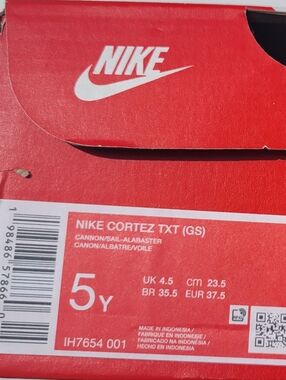 NIKE
NIKE CORTEZ TXT (GS)
CANNON/SAIL-ALABASTER
CANON/ALBATRE/VOILE
5Y
UK 4.5 cm 23.5
BR 35.5 EUR 37.5
IH7654 001
MADE IN INDONESIA /
FABRIQUE EN INDONESIE /
FABRICADO NA INDONÉSIA /
HECHO EN INDONESIA